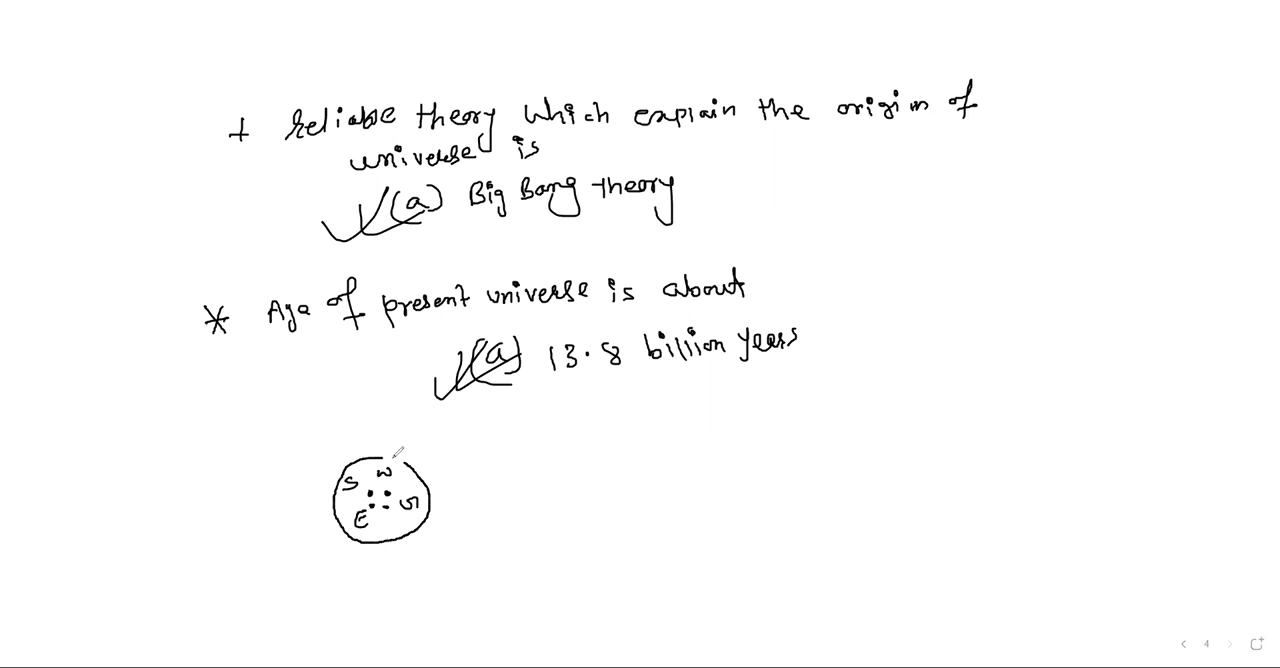 + Reliable theory which explain the origin of
universe is
(a) Big Bang theory
* Age of present universe is about
(a) 13.8 billion years
S W
E G
4